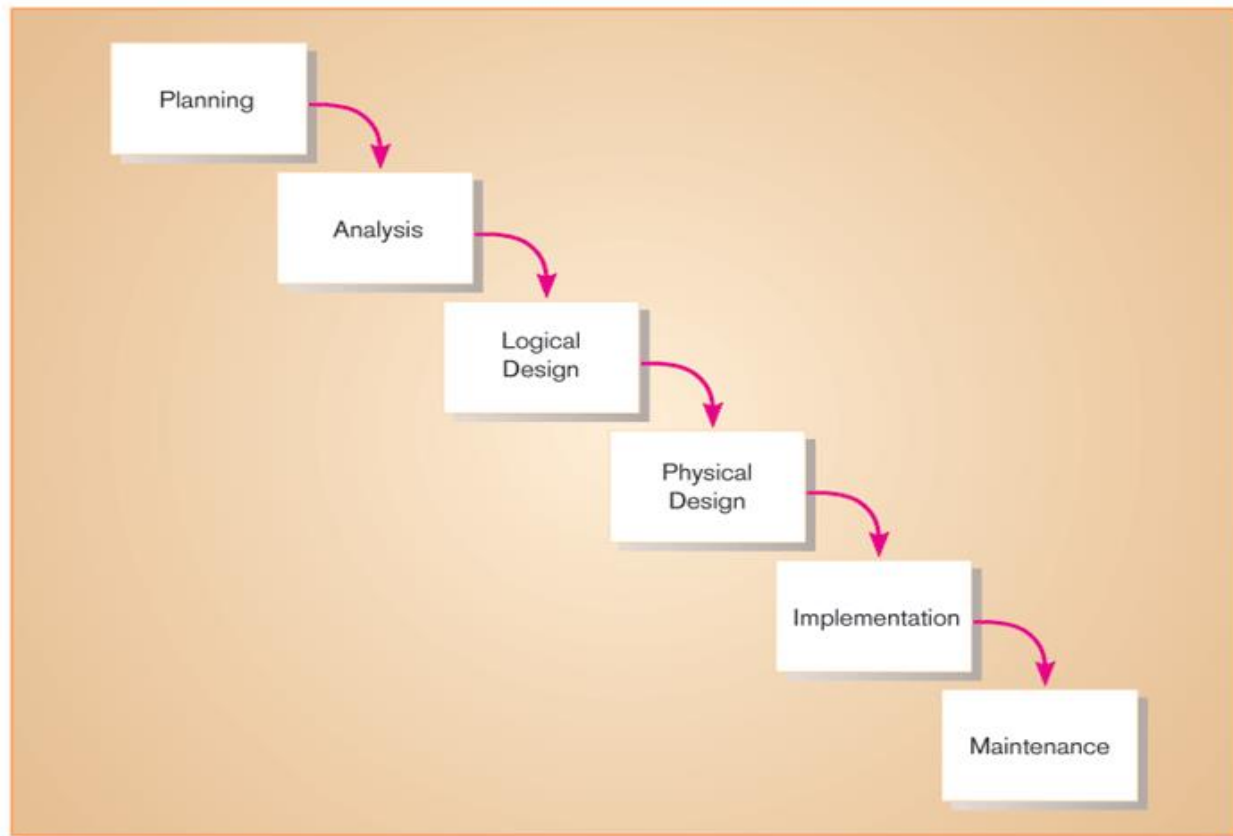 Planning
Analysis
Logical
Design
Physical
Design
Implementation
Maintenance